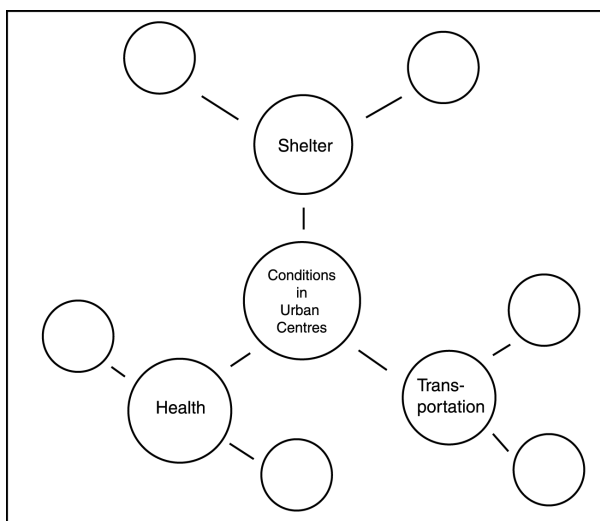 Shelter
Conditions
in
Urban
Centres
Health
Trans-
portation